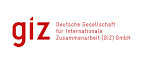 giz
Deutsche Gesellschaft
für Internationale
Zusammenarbeit (GIZ) GmbH